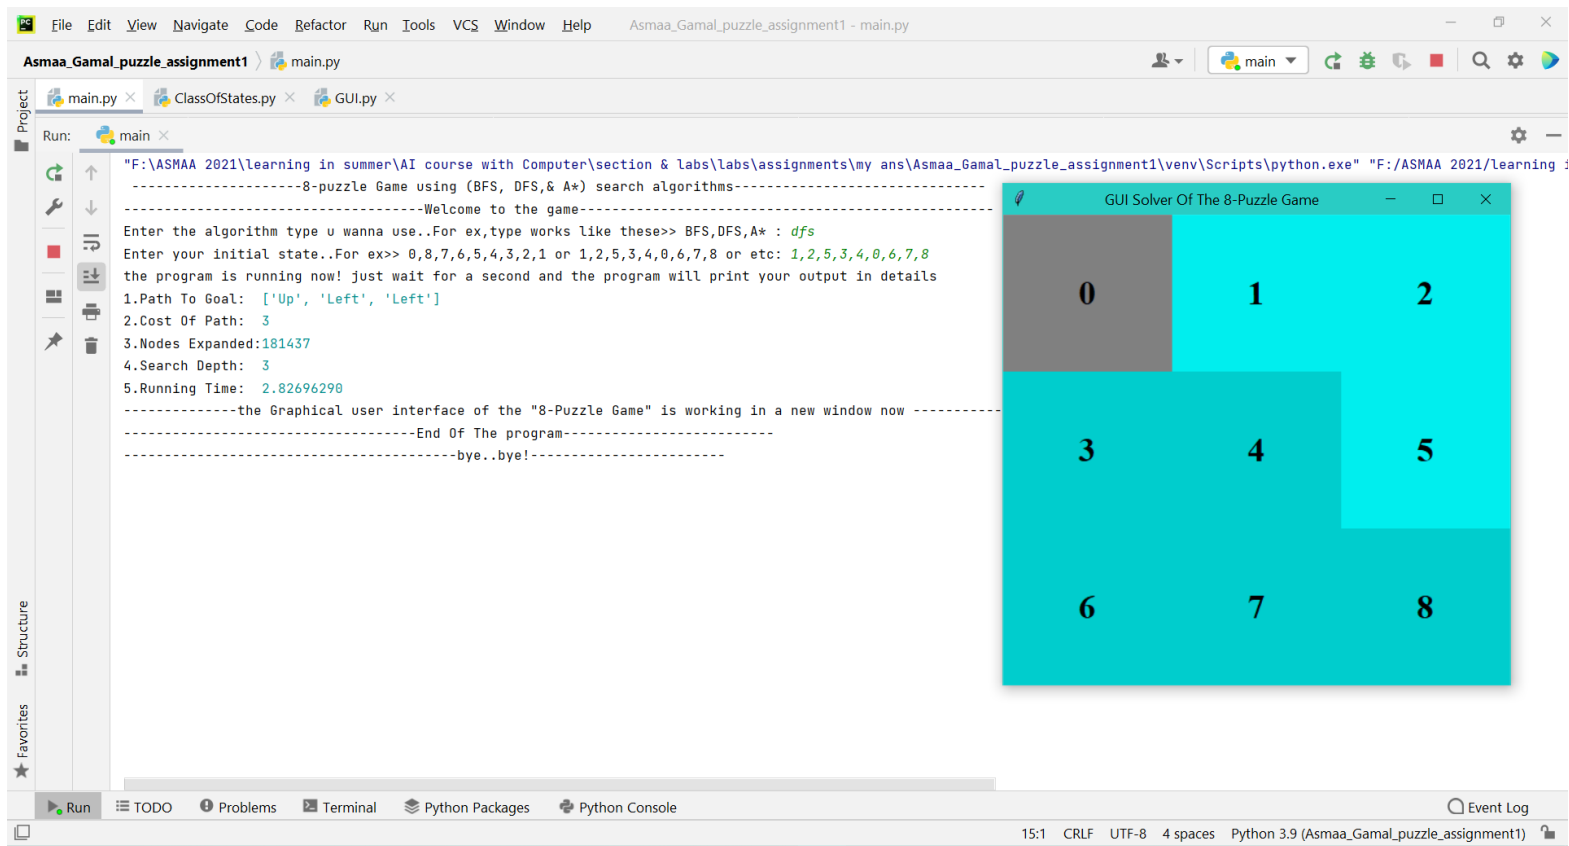 PC File Edit View Navigate Code Refactor Run Tools VCS Window Help Asmaa_Gamal_puzzle_assignment1 - main.py
Asmaa_Gamal_puzzle_assignment1 main.py main
Project
main.py ClassOfStates.py GUI.py
Run: main
"F:\ASMAA 2021\learning in summer\AI course with Computer\section & labs\labs\assignments\my ans\Asmaa_Gamal_puzzle_assignment1\venv\Scripts\python.exe" "F:/ASMAA 2021/learning i
---------------------8-puzzle Game using (BFS, DFS,& A*) search algorithms-------------------------------
-------------------------------------Welcome to the game---------------------------------------------------
Enter the algorithm type u wanna use..For ex,type works like these>> BFS,DFS,A* : dfs
Enter your initial state..For ex>> 0,8,7,6,5,4,3,2,1 or 1,2,5,3,4,0,6,7,8 or etc: 1,2,5,3,4,0,6,7,8
the program is running now! just wait for a second and the program will print your output in details
1.Path To Goal: ['Up', 'Left', 'Left']
2.Cost Of Path: 3
3.Nodes Expanded:181437
4.Search Depth: 3
5.Running Time: 2.82696290
--------------the Graphical user interface of the "8-Puzzle Game" is working in a new window now -----------
------------------------------------End Of The program--------------------------
-----------------------------------------bye..bye!------------------------
GUI Solver Of The 8-Puzzle Game
0 1 2
3 4 5
6 7 8
Structure
Favorites
Run TODO Problems Terminal Python Packages Python Console Event Log
15:1 CRLF UTF-8 4 spaces Python 3.9 (Asmaa_Gamal_puzzle_assignment1)